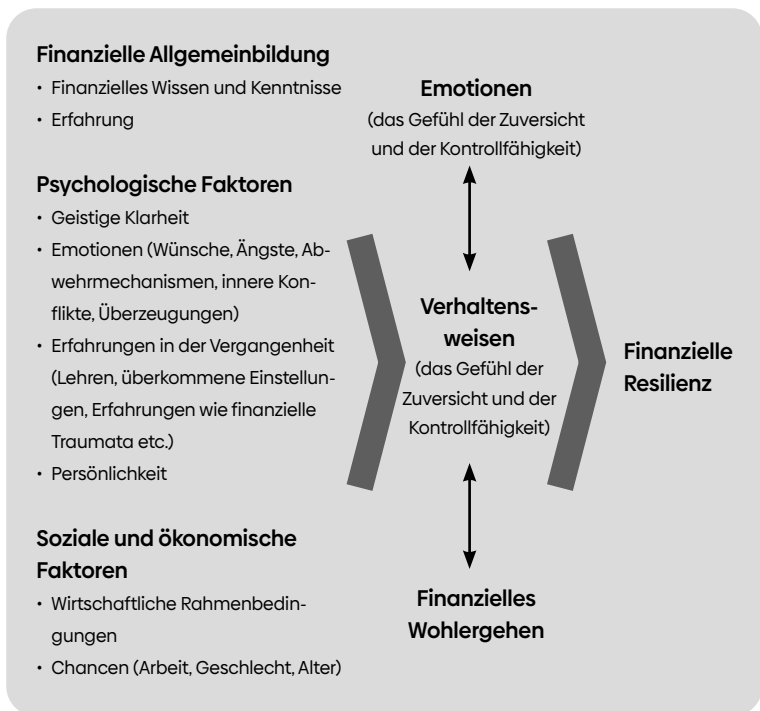 Finanzielle Allgemeinbildung
• Finanzielles Wissen und Kenntnisse
• Erfahrung
Psychologische Faktoren
• Geistige Klarheit
• Emotionen (Wünsche, Ängste, Ab-
wehrmechanismen, innere Kon-
flikte, Überzeugungen)
• Erfahrungen in der Vergangenheit
(Lehren, überkommene Einstellun-
gen, Erfahrungen wie finanzielle
Traumata etc.)
• Persönlichkeit
Soziale und ökonomische
Faktoren
• Wirtschaftliche Rahmenbedin-
gungen
• Chancen (Arbeit, Geschlecht, Alter)
Emotionen
(das Gefühl der Zuversicht
und der Kontrollfähigkeit)
Verhaltens-
weisen
(das Gefühl der
Zuversicht und der
Kontrollfähigkeit)
Finanzielles
Wohlergehen
Finanzielle
Resilienz